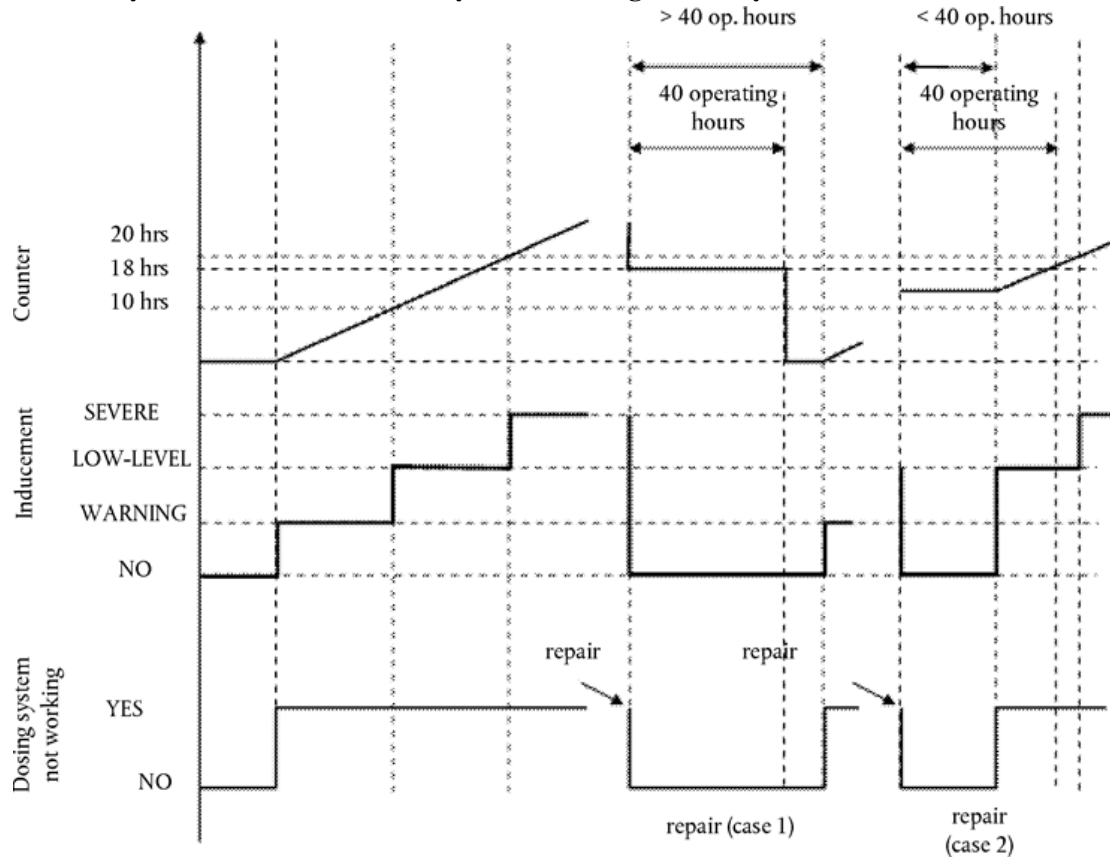 > 40 op. hours
< 40 op. hours
40 operating
hours
40 operating
hours
Counter
20 hrs
18 hrs
10 hrs
Inducement
SEVERE
LOW-LEVEL
WARNING
NO
Dosing system
not working
YES
NO
repair
repair
repair (case 1)
repair
(case 2)